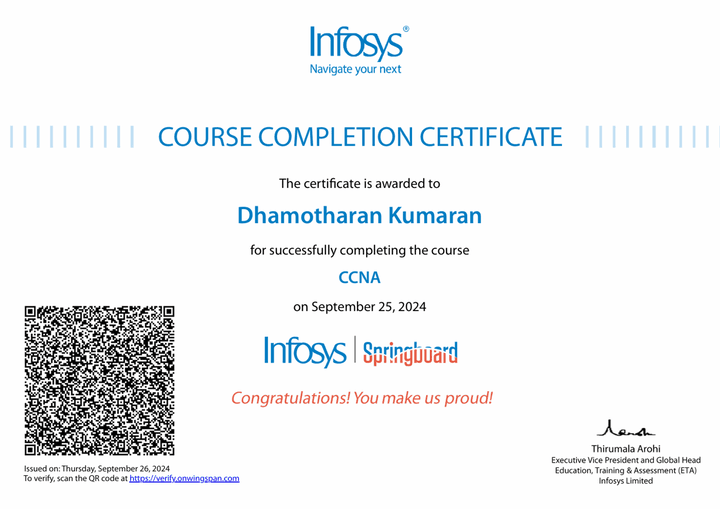 Infosys®
Navigate your next
COURSE COMPLETION CERTIFICATE
The certificate is awarded to
Dhamotharan Kumaran
for successfully completing the course
CCNA
on September 25, 2024
Infosys | Springboard
Congratulations! You make us proud!
Issued on: Thursday, September 26, 2024
To verify, scan the QR code at https://verify.onwingspan.com
Thirumala Arohi
Executive Vice President and Global Head
Education, Training & Assessment (ETA)
Infosys Limited